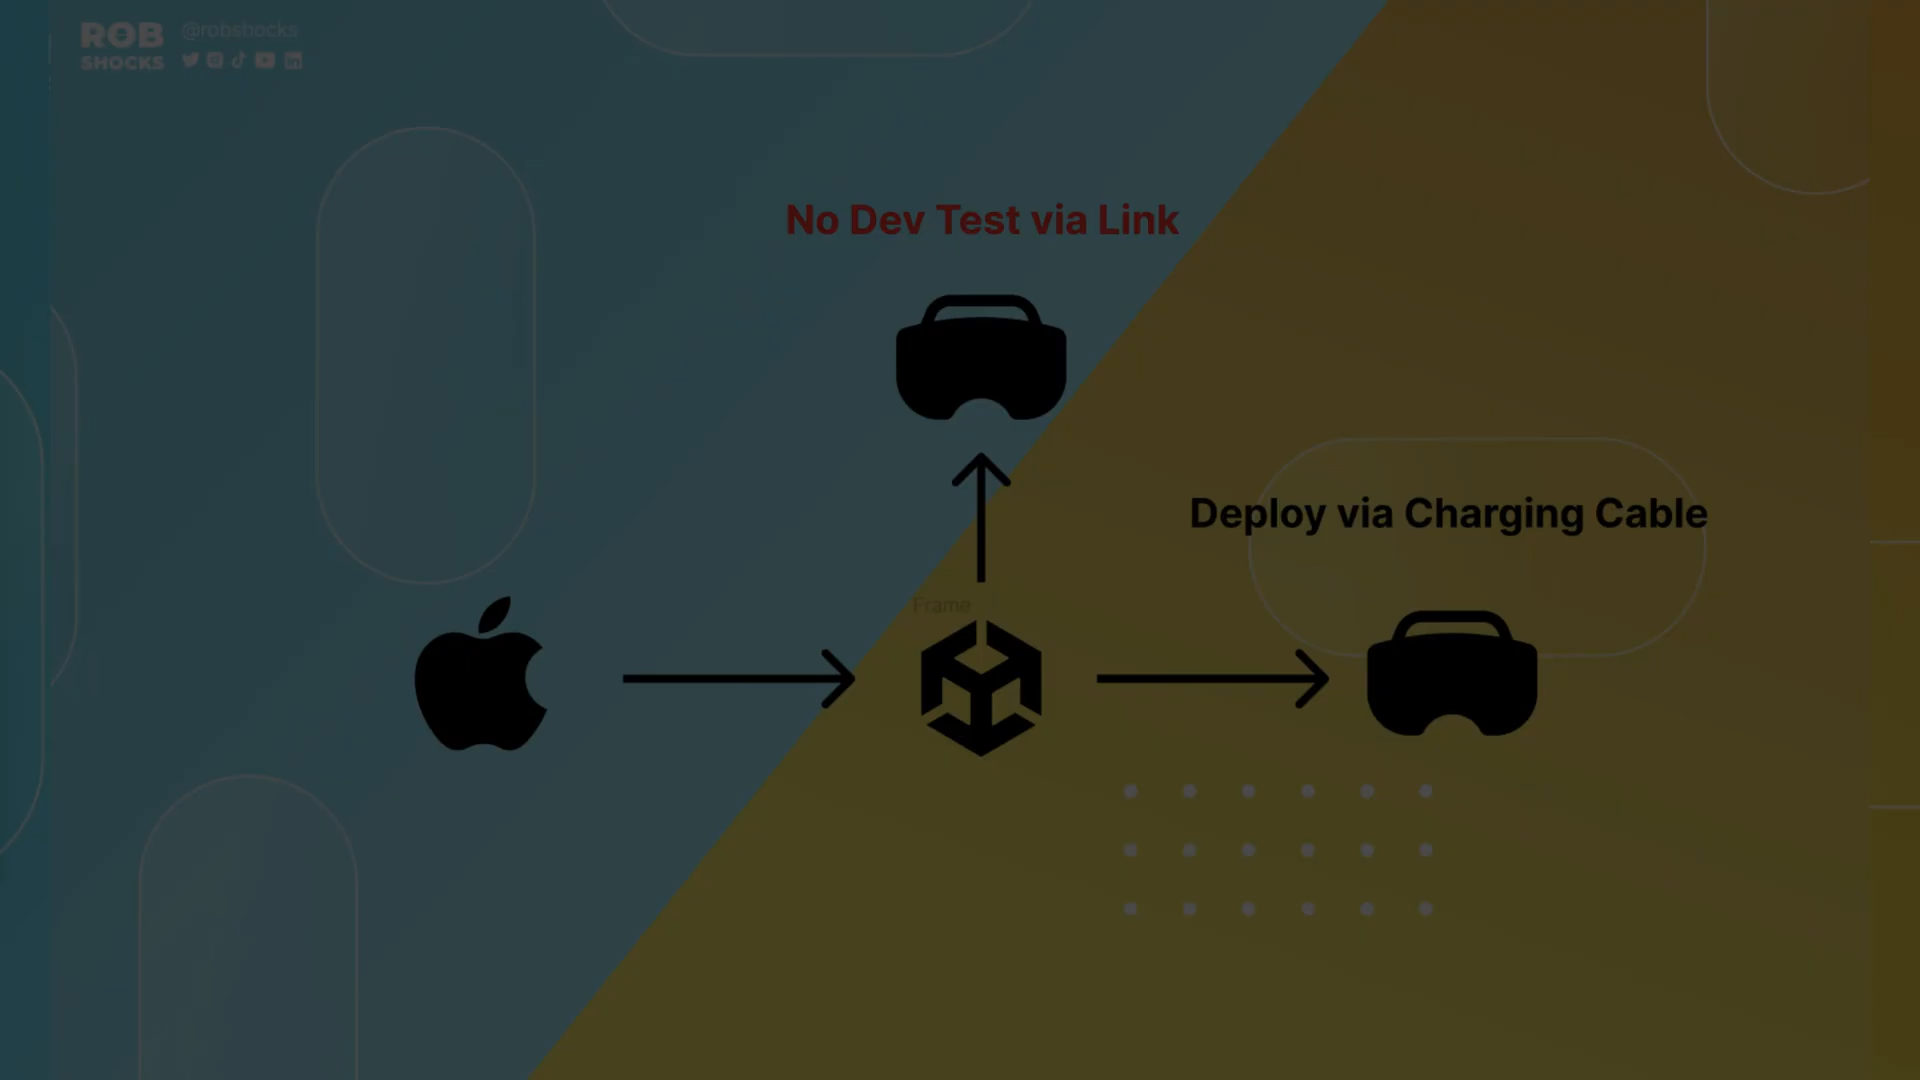 ROB
SHOCKS
@robshocks
No Dev Test via Link
Deploy via Charging Cable
Frame